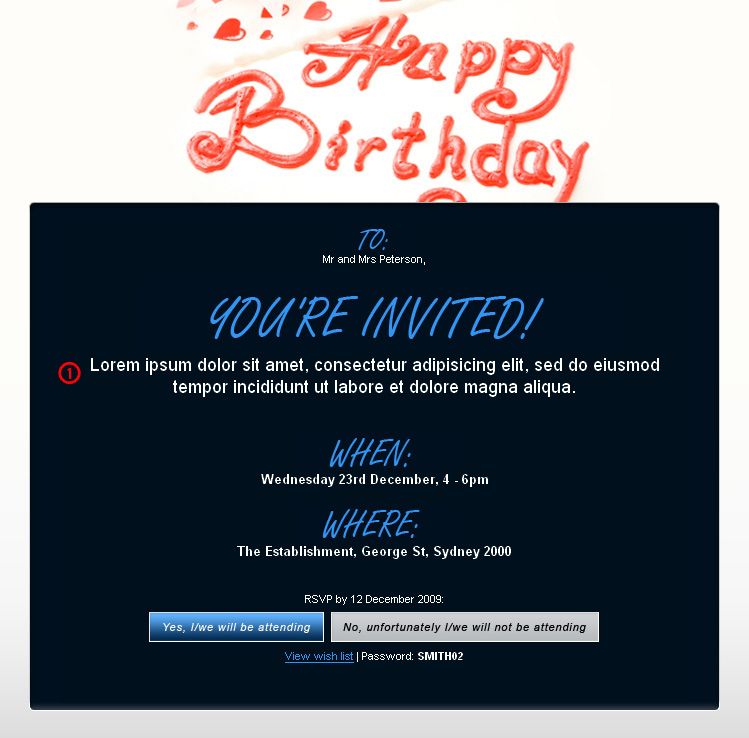 Happy
Birthday
TO:
Mr and Mrs Peterson,
YOU'RE INVITED!
1
Lorem ipsum dolor sit amet, consectetur adipisicing elit, sed do eiusmod
tempor incididunt ut labore et dolore magna aliqua.
WHEN:
Wednesday 23rd December, 4 - 6pm
WHERE:
The Establishment, George St, Sydney 2000
RSVP by 12 December 2009:
Yes, I/we will be attending No, unfortunately I/we will not be attending
View wish list | Password: SMITH02